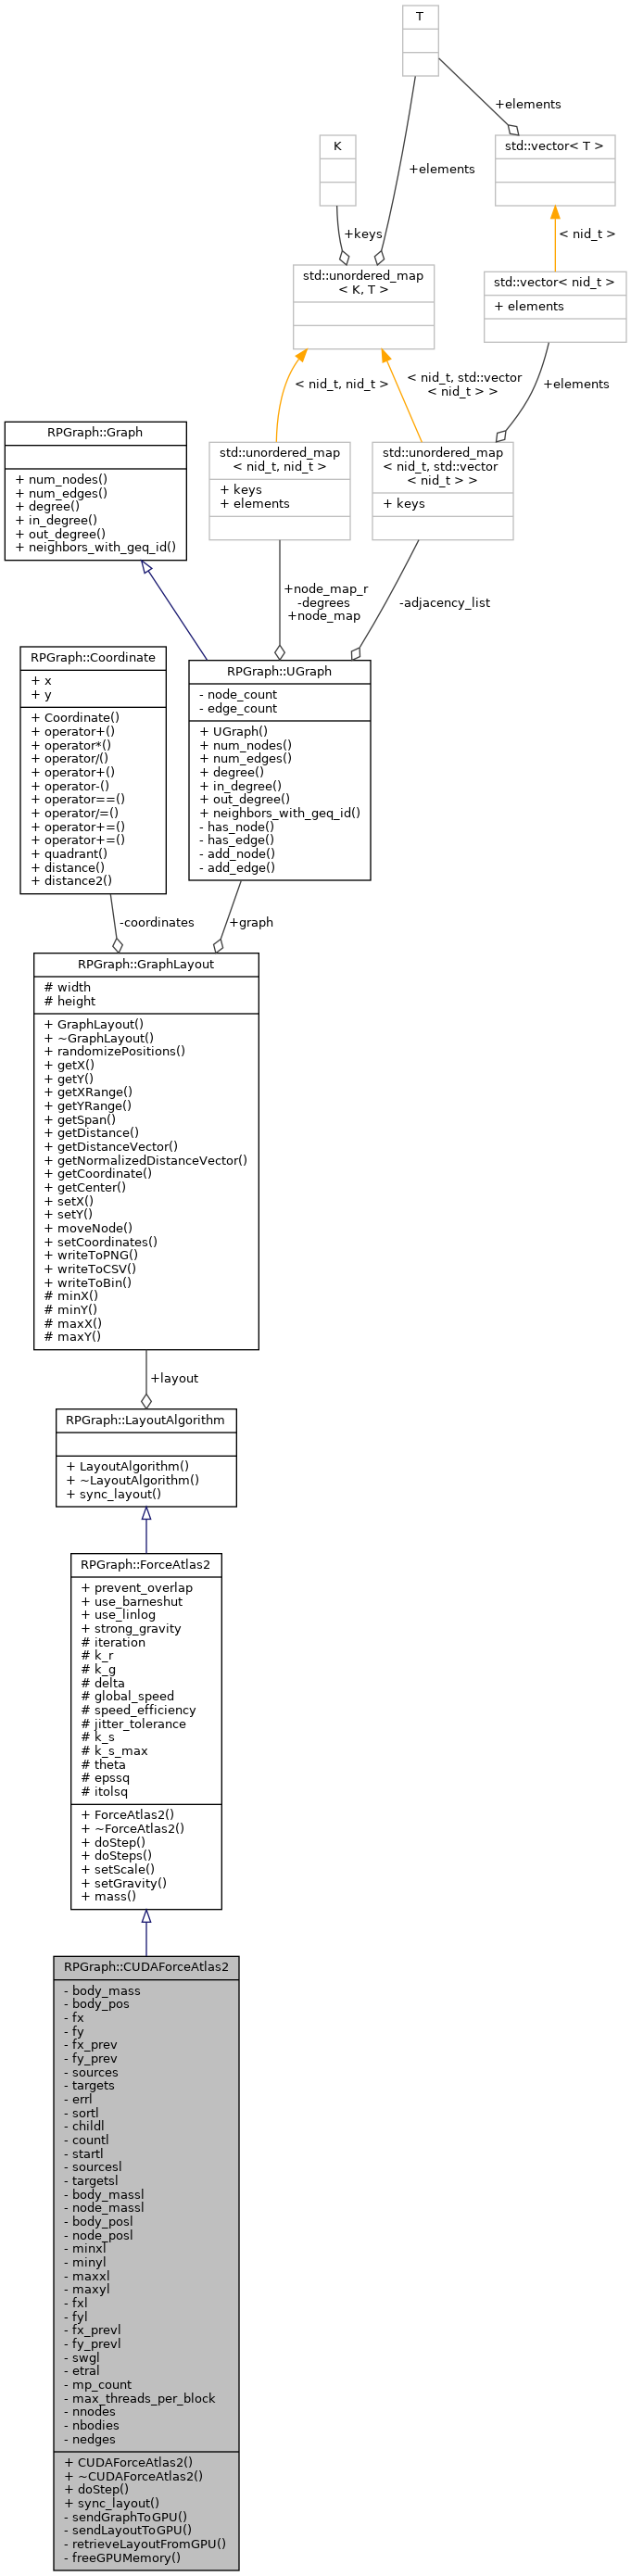 T
+elements
K
std::vector< T >
+elements
+keys
< nid_t >
std::unordered_map
< K, T >
std::vector< nid_t >
+ elements
< nid_t, nid_t >
< nid_t, std::vector
< nid_t > >
+elements
RPGraph::Graph
+ num_nodes()
+ num_edges()
+ degree()
+ in_degree()
+ out_degree()
+ neighbors_with_geq_id()
std::unordered_map
< nid_t, nid_t >
+ keys
+ elements
std::unordered_map
< nid_t, std::vector
< nid_t > >
+ keys
+node_map_r
-degrees
+node_map
-adjacency_list
RPGraph::Coordinate
+ x
+ y
+ Coordinate()
+ operator+()
+ operator*()
+ operator/()
+ operator+()
+ operator-()
+ operator==()
+ operator/=()
+ operator+=()
+ operator+=()
+ quadrant()
+ distance()
+ distance2()
RPGraph::UGraph
- node_count
- edge_count
+ UGraph()
+ num_nodes()
+ num_edges()
+ degree()
+ in_degree()
+ out_degree()
+ neighbors_with_geq_id()
- has_node()
- has_edge()
- add_node()
- add_edge()
-coordinates
+graph
RPGraph::GraphLayout
# width
# height
+ GraphLayout()
+ ~GraphLayout()
+ randomizePositions()
+ getX()
+ getY()
+ getXRange()
+ getYRange()
+ getSpan()
+ getDistance()
+ getDistanceVector()
+ getNormalizedDistanceVector()
+ getCoordinate()
+ getCenter()
+ setX()
+ setY()
+ moveNode()
+ setCoordinates()
+ writeToPNG()
+ writeToCSV()
+ writeToBin()
# minX()
# minY()
# maxX()
# maxY()
+layout
RPGraph::LayoutAlgorithm
+ LayoutAlgorithm()
+ ~LayoutAlgorithm()
+ sync_layout()
RPGraph::ForceAtlas2
+ prevent_overlap
+ use_barneshut
+ use_linlog
+ strong_gravity
# iteration
# k_r
# k_g
# delta
# global_speed
# speed_efficiency
# jitter_tolerance
# k_s
# k_s_max
# theta
# epssq
# itolsq
+ ForceAtlas2()
+ ~ForceAtlas2()
+ doStep()
+ doSteps()
+ setScale()
+ setGravity()
+ mass()
RPGraph::CUDAForceAtlas2
- body_mass
- body_pos
- fx
- fy
- fx_prev
- fy_prev
- sources
- targets
- errl
- sortl
- childl
- countl
- startl
- sourcesl
- targetsl
- body_massl
- node_massl
- body_posl
- node_posl
- minxl
- minyl
- maxxl
- maxyl
- fxl
- fyl
- fx_prevl
- fy_prevl
- swgl
- etral
- mp_count
- max_threads_per_block
- nnodes
- nbodies
- nedges
+ CUDAForceAtlas2()
+ ~CUDAForceAtlas2()
+ doStep()
+ sync_layout()
- sendGraphToGPU()
- sendLayoutToGPU()
- retrieveLayoutFromGPU()
- freeGPUMemory()